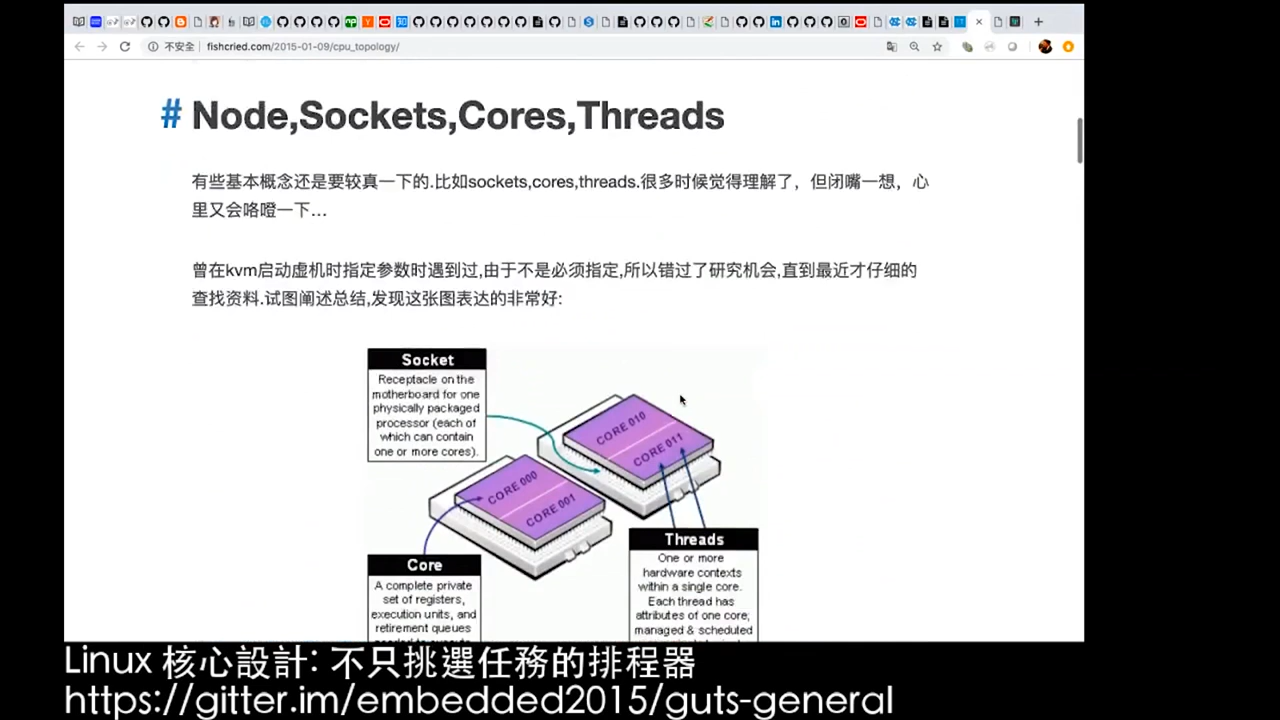 不安全 fishcried.com/2015-01-09/cpu_topology/
# Node,Sockets,Cores,Threads
有些基本概念还是要较真一下的.比如sockets,cores,threads.很多时候觉得理解了，但闭嘴一想，心
里又会咯噔一下...
曾在kvm启动虚机时指定参数时遇到过,由于不是必须指定,所以错过了研究机会,直到最近才仔细的
查找资料.试图阐述总结,发现这张图表达的非常好:
Socket
Receptacle on the
motherboard for one
physically packaged
processor (each of
which can contain
one or more cores).
CORE 010
CORE 011
CORE 000
CORE 001
Core
A complete private
set of registers,
execution units, and
retirement queues
Threads
One or more
hardware contexts
within a single core.
Each thread has
attributes of one core;
managed & scheduled
Linux 核心設計: 不只挑選任務的排程器
https://gitter.im/embedded2015/guts-general